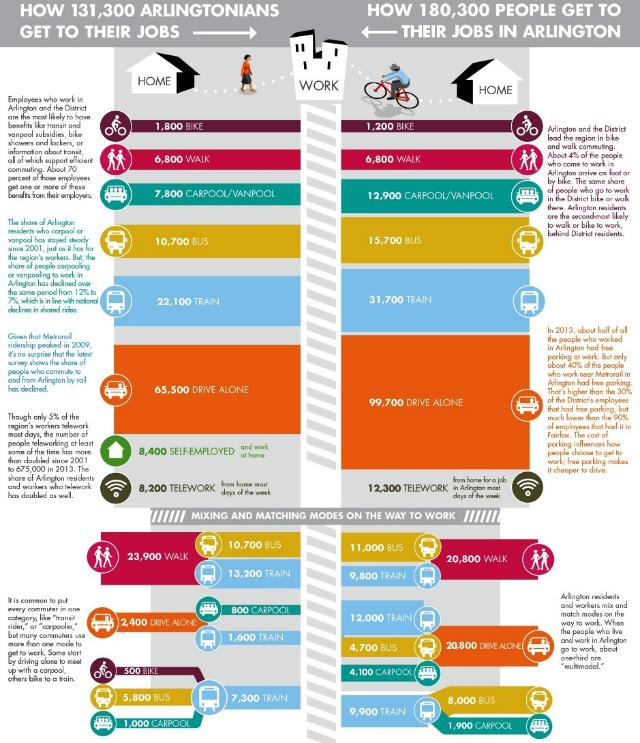 HOW 131,300 ARLINGTONIANS
GET TO THEIR JOBS
HOW 180,300 PEOPLE GET TO
THEIR JOBS IN ARLINGTON
HOME
WORK
HOME
Employees who work in
Arlington and the District
are the most likely to have
benefits like transit and
vanpool subsidies, bike
showers and lockers, or
information about transit,
all of which support efficient
commuting. About 70
percent of those employees
get one or more of these
benefits from their employers.
The share of Arlington
residents who carpool or
vanpool has stayed steady
since 2001, just as it has for
the region's workers. But, the
share of people carpooling
or vanpooling to work in
Arlington has declined over
the same period from 12% to
7%, which is in line with national
declines in shared rides.
Given that Metrorail
ridership peaked in 2009,
it's no surprise that the latest
survey shows the share of
people who commute to
and from Arlington by rail
has declined.
Though only 5% of the
region's workers telework
most days, the number of
people teleworking at least
some of the time has more
than doubled since 2001
to 675,000 in 2013. The
share of Arlington residents
and workers who telework
has doubled as well.
1,800 BIKE
6,800 WALK
7,800 CARPOOL/VANPOOL
10,700 BUS
22,100 TRAIN
65,500 DRIVE ALONE
8,400 SELF-EMPLOYED and work
at home
8,200 TELEWORK from home most
days of the week
1,200 BIKE
6,800 WALK
12,900 CARPOOL/VANPOOL
15,700 BUS
31,700 TRAIN
99,700 DRIVE ALONE
12,300 TELEWORK from home for a job
in Arlington most
days of the week
Arlington and the District
lead the region in bike
and walk commuting.
About 4% of the people
who come to work in
Arlington arrive on foot or
by bike. The same share
of people who go to work
in the District bike or walk
there. Arlington residents
are the second-most likely
to walk or bike to work,
behind District residents.
In 2013, about half of all
the people who worked
in Arlington had free
parking at work. But only
about 40% of the people
who work near Metrorail in
Arlington had free parking.
That's higher than the 30%
of the District's employees
that had free parking, but
much lower than the 90%
of employees that had it in
Fairfax. The cost of
parking influences how
people choose to get to
work; free parking makes
it cheaper to drive.
MIXING AND MATCHING MODES ON THE WAY TO WORK
23,900 WALK
10,700 BUS
13,200 TRAIN
2,400 DRIVE ALONE
800 CARPOOL
1,600 TRAIN
500 BIKE
5,800 BUS
1,000 CARPOOL
7,300 TRAIN
11,000 BUS
9,800 TRAIN
20,800 WALK
12,000 TRAIN
4,700 BUS
4,100 CARPOOL
20,800 DRIVE ALONE
9,900 TRAIN
8,000 BUS
1,900 CARPOOL
It is common to put
every commuter in one
category, like "transit
rider," or "carpooler,"
but many commuters use
more than one mode to
get to work. Some start
by driving alone to meet
up with a carpool,
others bike to a train.
Arlington residents
and workers mix and
match modes on the
way to work. When
the people who live
and work in Arlington
go to work, about
one-third are
"multimodal."